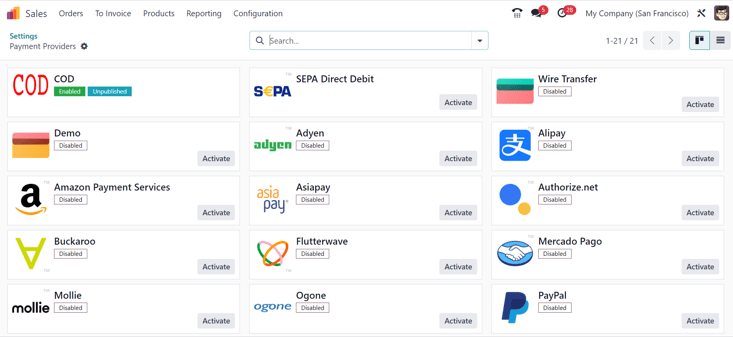 Sales Orders To Invoice Products Reporting Configuration 5 28 My Company (San Francisco)
Settings
Payment Providers
Search...
1-21 / 21
COD COD
Enabled Unpublished
SEPA SEPA Direct Debit
Activate
Wire Transfer
Disabled
Activate
Demo
Disabled
Activate
adyen Adyen
Disabled
Activate
支 Alipay
Disabled
Activate
a Amazon Payment Services
Disabled
Activate
asia pay Asiapay
Disabled
Activate
Authorize.net
Disabled
Activate
Buckaroo
Disabled
Activate
Flutterwave
Disabled
Activate
Mercado Pago
Disabled
Activate
mollie Mollie
Disabled
Activate
ogone Ogone
Disabled
Activate
PayPal
Disabled
Activate